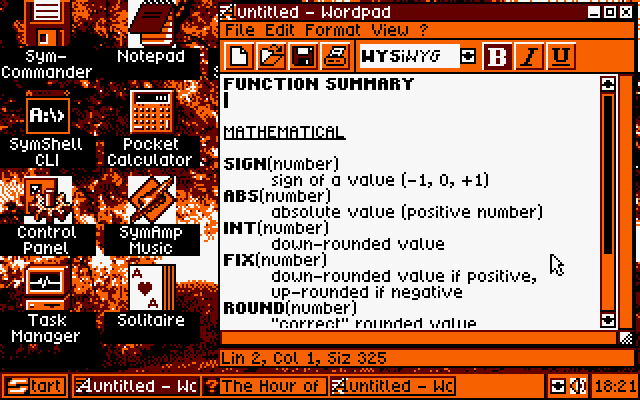 Sym-
Commander
Notepad
A:\>
SymShell
CLI
Pocket
Calculator
Control
Panel
SymAmp
Music
Task
Manager
A
A
Solitaire
untitled - Wordpad
File Edit Format View ?
WYSiWYG
B I U
FUNCTION SUMMARY
MATHEMATICAL
SIGN(number)
sign of a value (-1, 0, +1)
ABS(number)
absolute value (positive number)
INT(number)
down-rounded value
FIX(number)
down-rounded value if positive,
up-rounded if negative
ROUND(number)
"correct" rounded value
Lin 2, Col 1, Siz 325
Start
untitled - Wc
? The Hour of
untitled - Wc
18:21